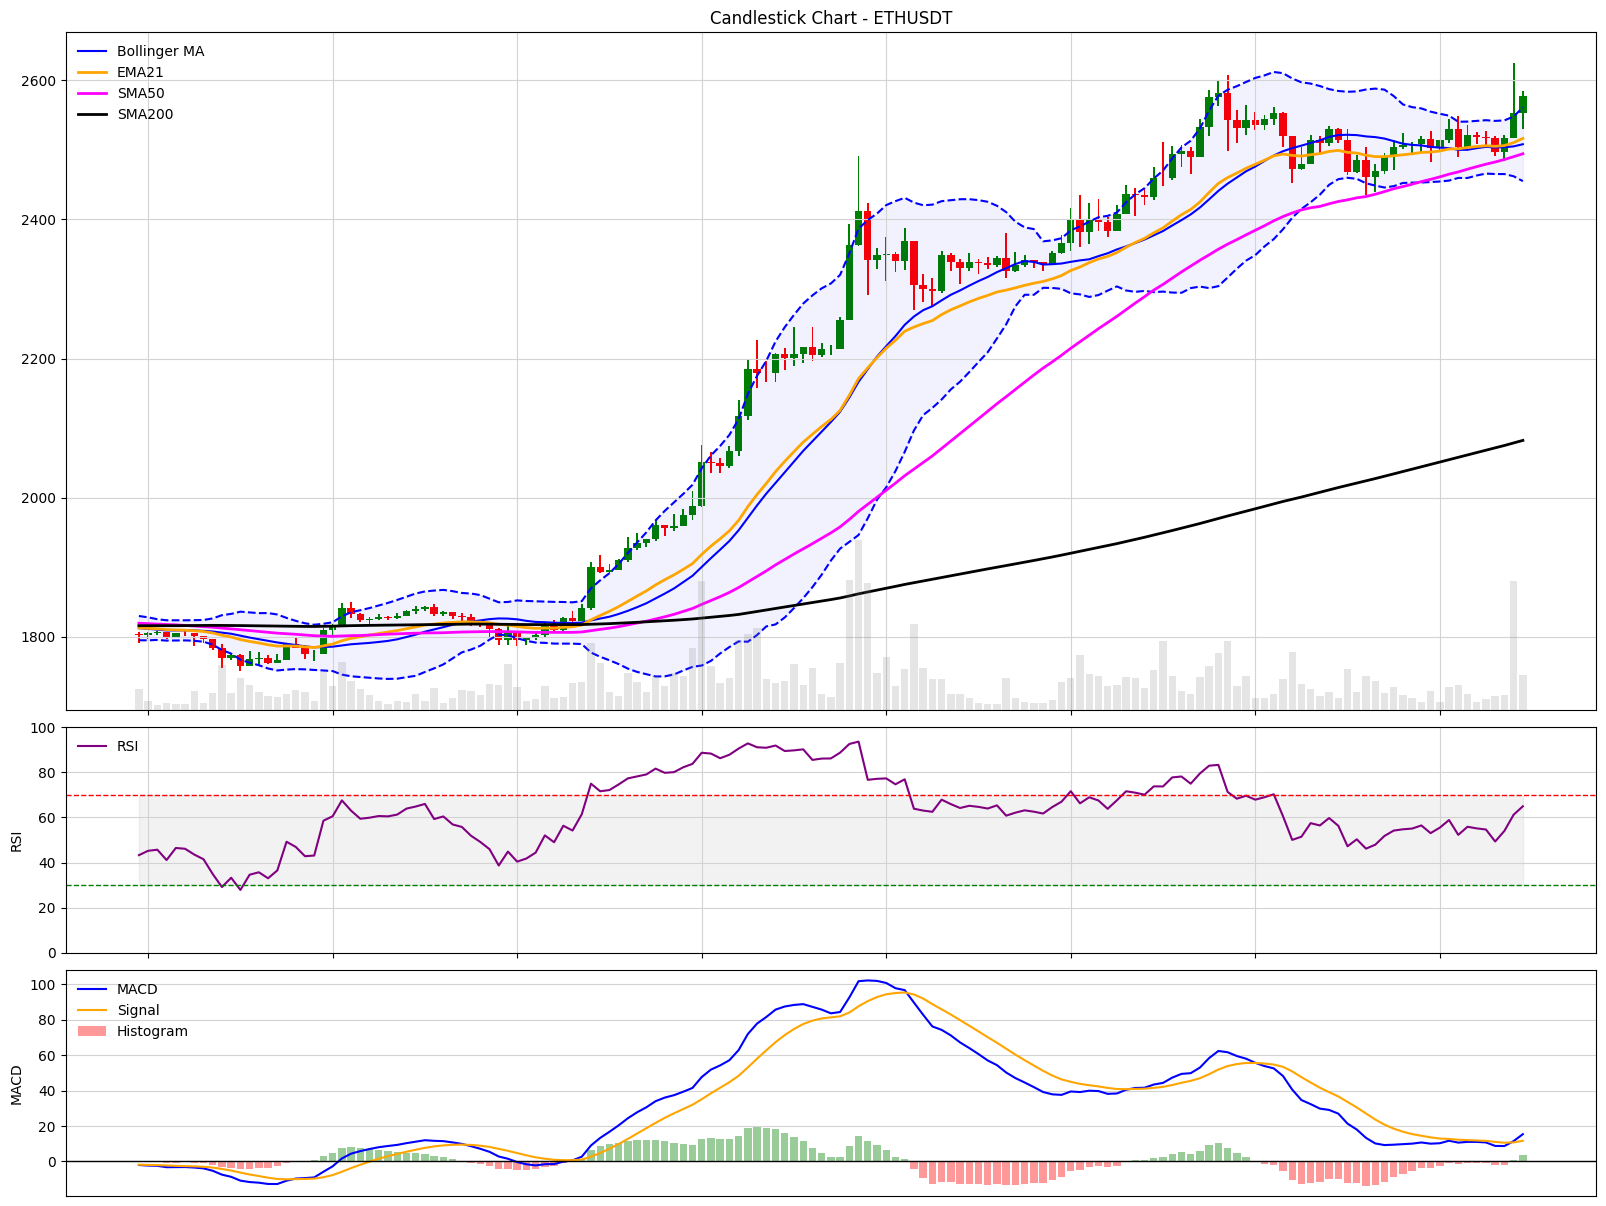 Candlestick Chart - ETHUSDT
Bollinger MA
EMA21
SMA50
SMA200
2600
2400
2200
2000
1800
RSI
RSI
100
80
60
40
20
0
MACD
Signal
Histogram
MACD
100
80
60
40
20
0